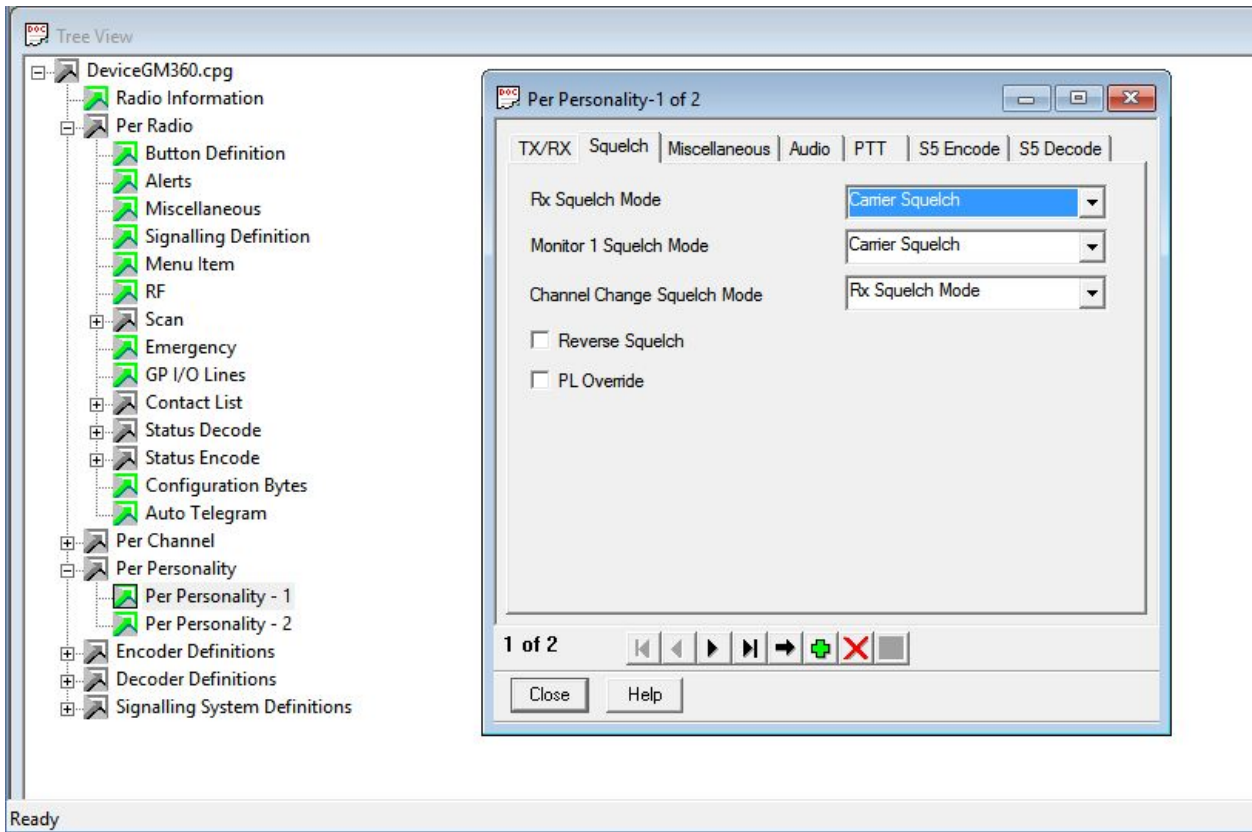 Tree View
DeviceGM360.cpg
Radio Information
Per Radio
Button Definition
Alerts
Miscellaneous
Signalling Definition
Menu Item
RF
Scan
Emergency
GP I/O Lines
Contact List
Status Decode
Status Encode
Configuration Bytes
Auto Telegram
Per Channel
Per Personality
Per Personality - 1
Per Personality - 2
Encoder Definitions
Decoder Definitions
Signalling System Definitions
Per Personality-1 of 2
TX/RX Squelch Miscellaneous Audio PTT S5 Encode S5 Decode
Rx Squelch Mode Carrier Squelch
Monitor 1 Squelch Mode Carrier Squelch
Channel Change Squelch Mode Rx Squelch Mode
Reverse Squelch
PL Override
1 of 2
Close Help
Ready